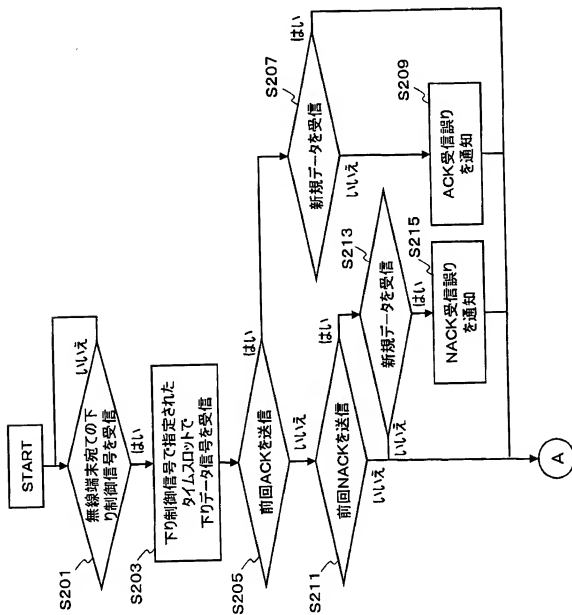 START
S201
無線端末宛ての下
り制御信号を受信
いいえ
はい
S203
下り制御信号で指定された
タイムスロットで
下りデータ信号を受信
S205
前回ACKを送信
はい
いいえ
S207
新規データを受信
はい
いいえ
S209
ACK受信誤り
を通知
S211
前回NACKを送信
はい
いいえ
S213
新規データを受信
はい
いいえ
S215
NACK受信誤り
を通知
A